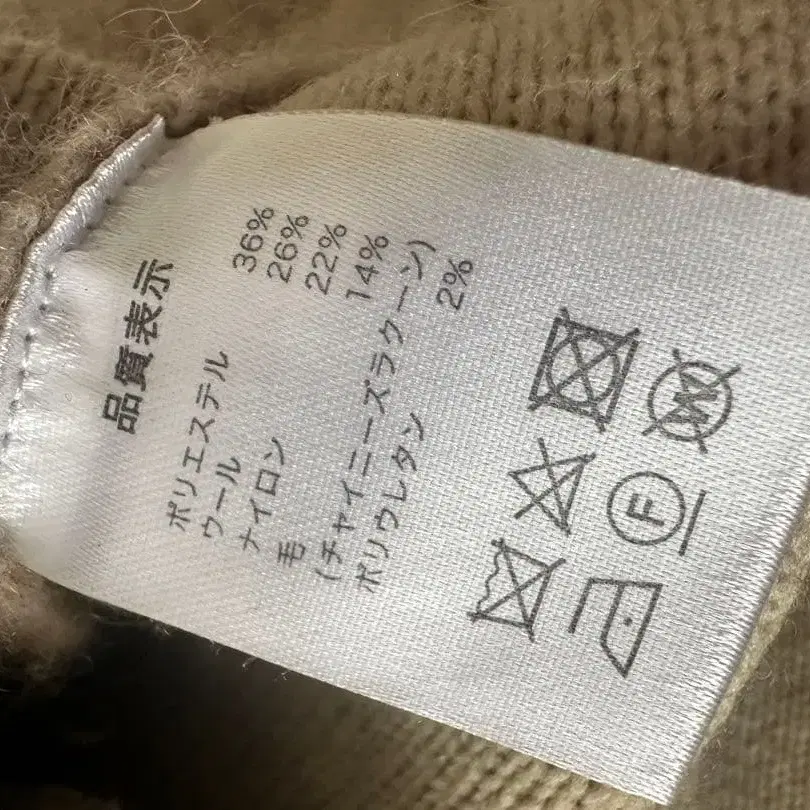 品質表示
ポリエステル 36%
ウール 26%
ナイロン 22%
毛 14%
(チャイニーズラクーン)
ポリウレタン 2%
F
W